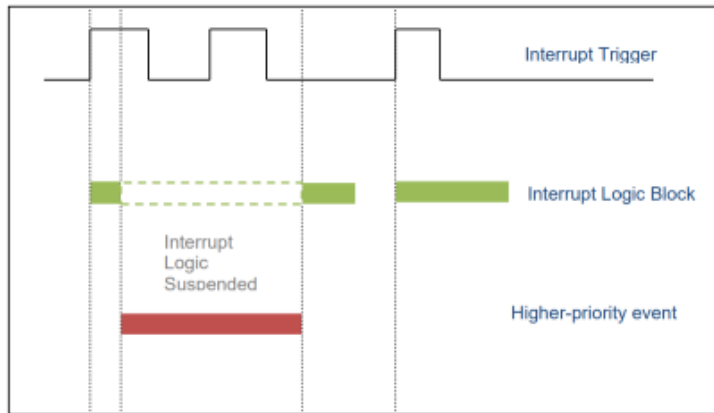 Interrupt Trigger
Interrupt Logic Block
Interrupt
Logic
Suspended
Higher-priority event